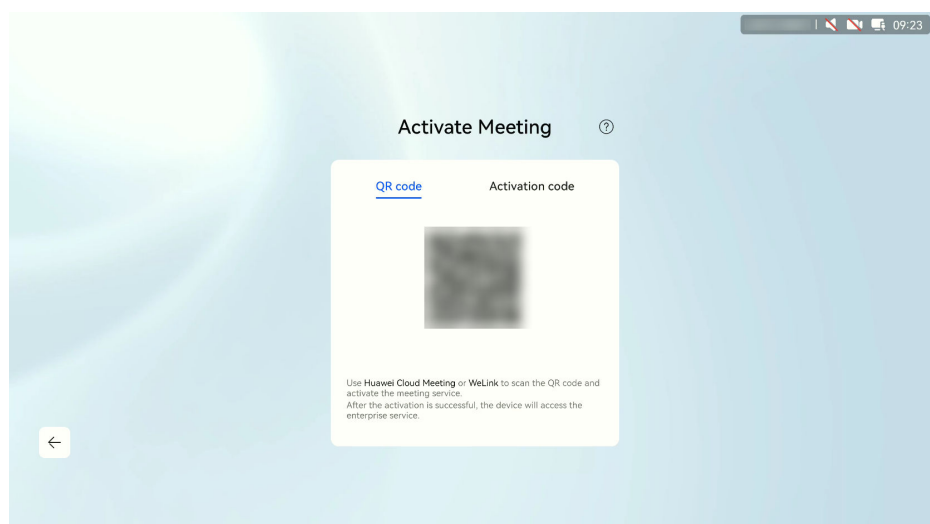 09:23
Activate Meeting
QR code
Activation code
Use Huawei Cloud Meeting or WeLink to scan the QR code and
activate the meeting service.
After the activation is successful, the device will access the
enterprise service.